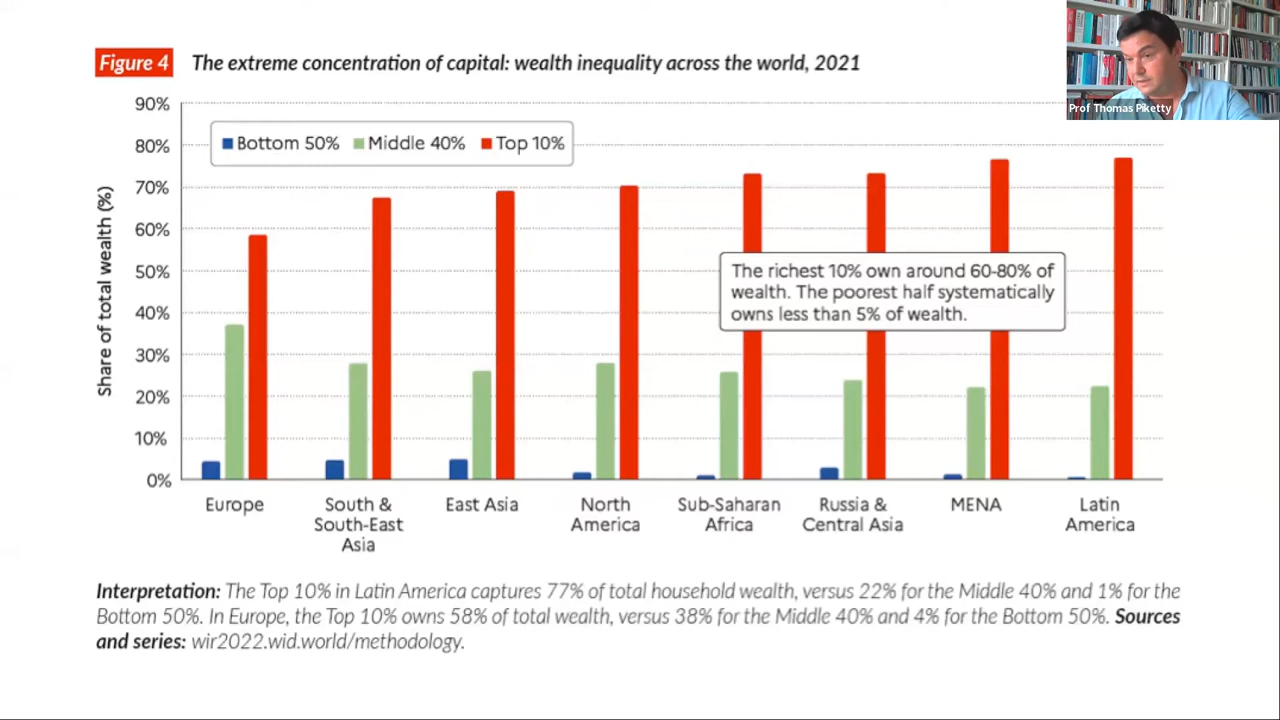 Figure 4 The extreme concentration of capital: wealth inequality across the world, 2021
Prof Thomas Piketty
90%
80%
70%
60%
50%
40%
30%
20%
10%
0%
Share of total wealth (%)
Bottom 50% Middle 40% Top 10%
The richest 10% own around 60-80% of
wealth. The poorest half systematically
owns less than 5% of wealth.
Europe
South &
South-East
Asia
East Asia
North
America
Sub-Saharan
Africa
Russia &
Central Asia
MENA
Latin
America
Interpretation: The Top 10% in Latin America captures 77% of total household wealth, versus 22% for the Middle 40% and 1% for the
Bottom 50%. In Europe, the Top 10% owns 58% of total wealth, versus 38% for the Middle 40% and 4% for the Bottom 50%. Sources
and series: wir2022.wid.world/methodology.